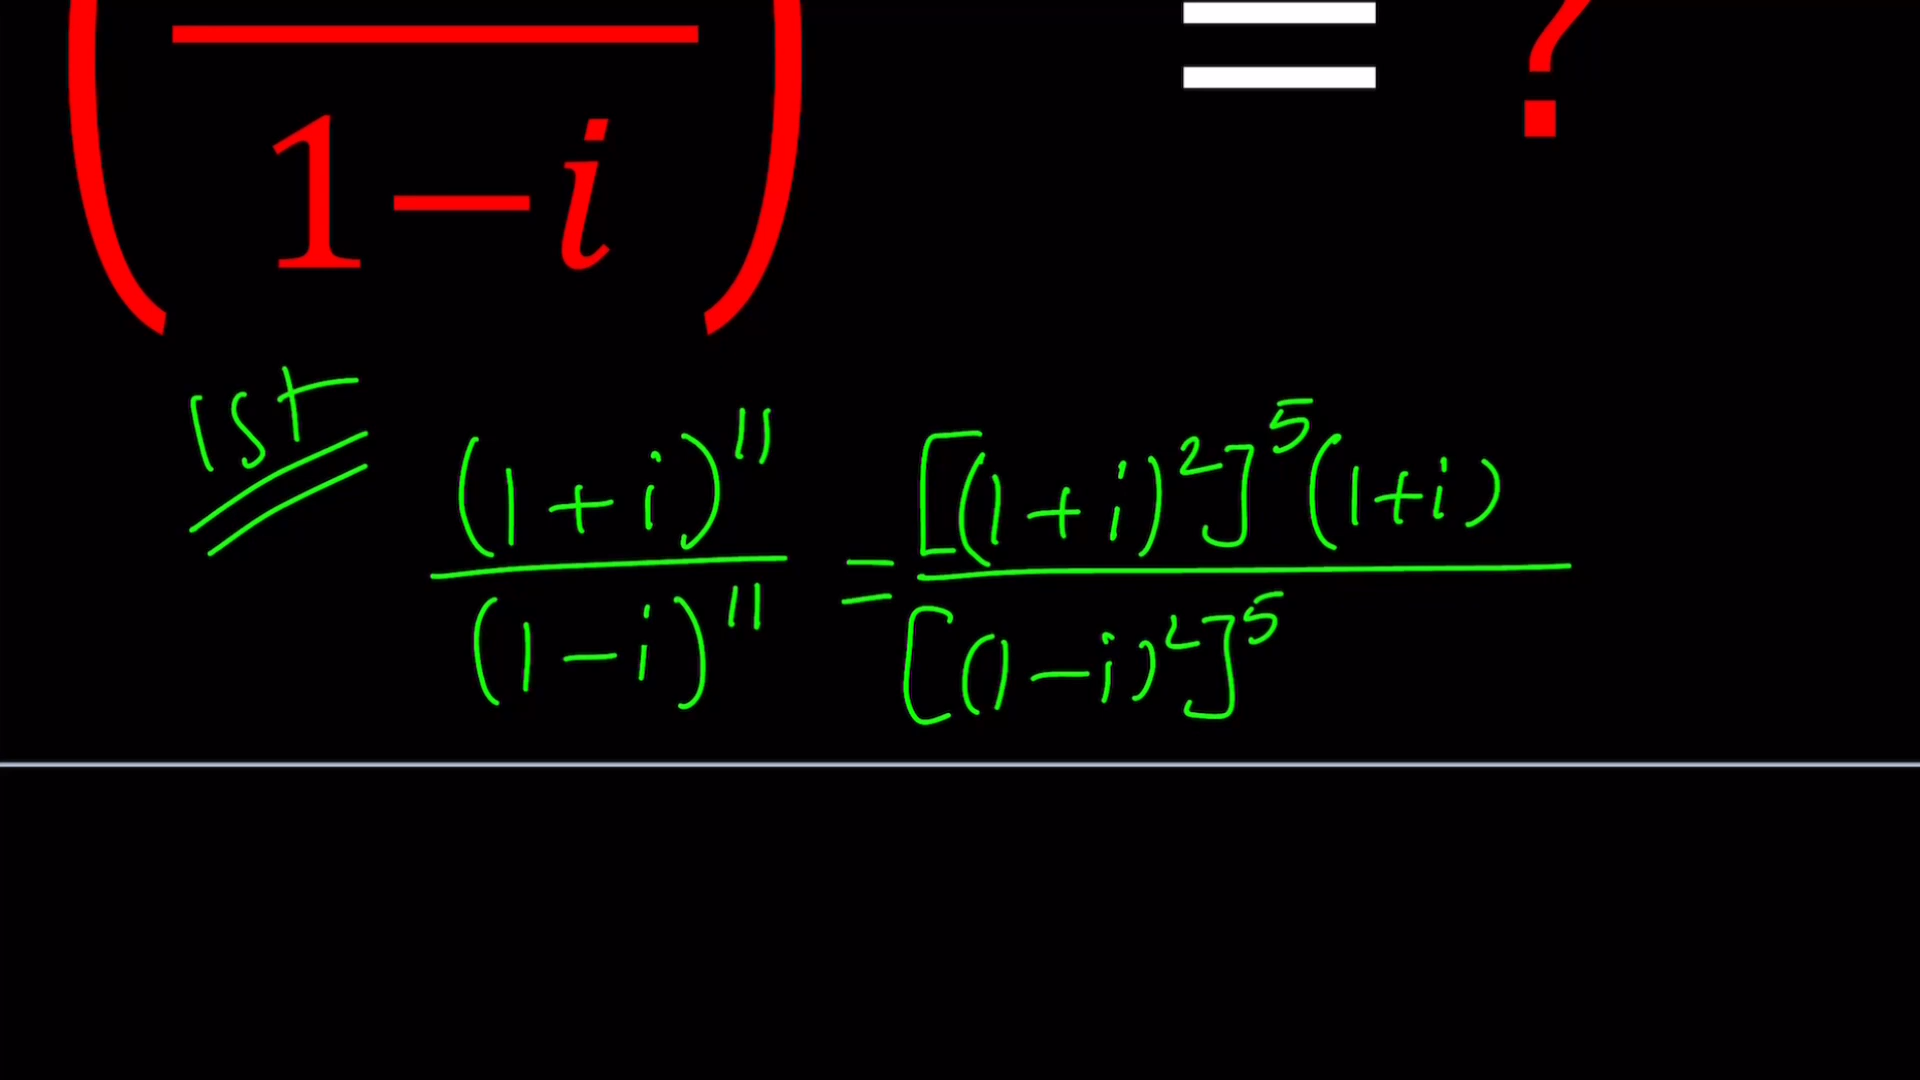 ( 1−i ) = ?
1st (1+i)^11 / (1−i)^11 = [(1+i)^2]^5 (1+i) / [(1−i)^2]^5